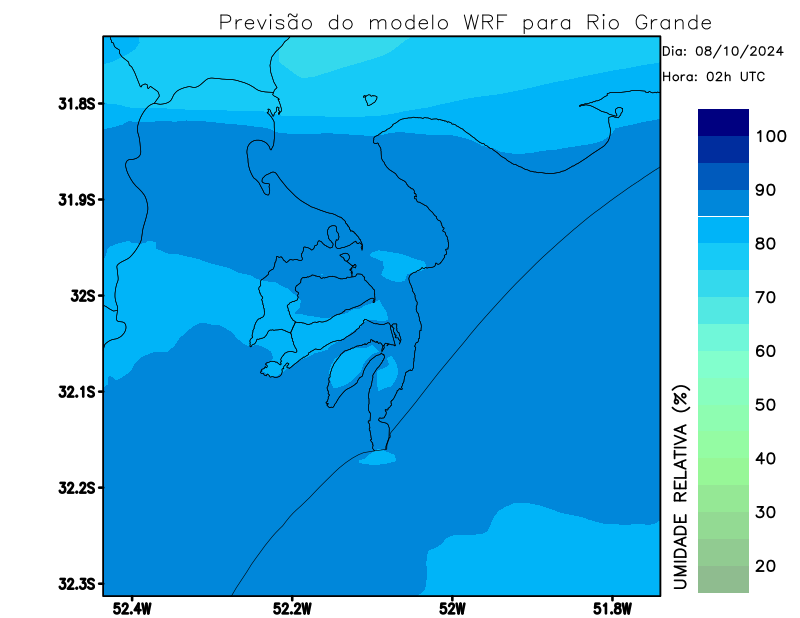 Previsão do modelo WRF para Rio Grande
Dia: 08/10/2024
Hora: 02h UTC
31.8S
31.9S
32S
32.1S
32.2S
32.3S
52.4W
52.2W
52W
51.8W
100
90
80
70
60
50
40
30
20
UMIDADE RELATIVA (%)